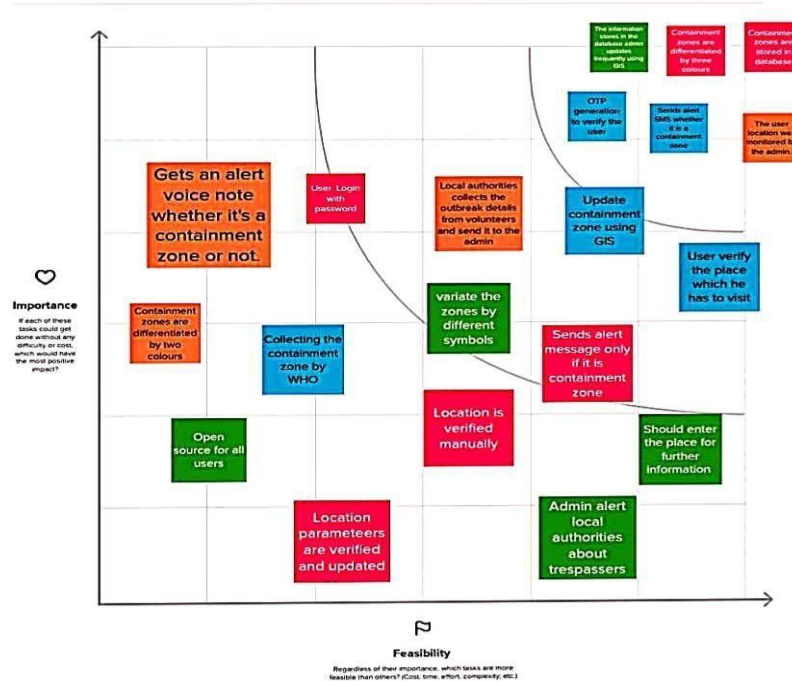 The information
stores in the
database admin
updates
frequently using
GIS
Containment
zones are
differentiated
by three
colours
Containment
zones are
stored in
database
OTP
generation
to verify the
user
Sends alert
SMS whether
it is a
containment
zone
The user
location was
monitored by
the admin.
Gets an alert
voice note
whether it's a
containment
zone or not.
User Login
with
password
Local authorities
collects the
outbreak details
from volunteers
and send it to the
admin
Update
containment
zone using
GIS
User verify
the place
which he
has to visit
Importance
If each of these
tasks could get
done without any
difficulty or cost,
which would have
the most positive
impact?
Containment
zones are
differentiated
by two
colours
Collecting the
containment
zone by
WHO
variate the
zones by
different
symbols
Sends alert
message only
if it is
containment
zone
Open
source for all
users
Location is
verified
manually
Should enter
the place for
further
Information
Location
parameteers
are verified
and updated
Admin alert
local
authorities
about
trespassers
Feasibility
Regardless of their importance, which tasks are more
feasible than others? (Cost, time, effort, complexity, etc.)